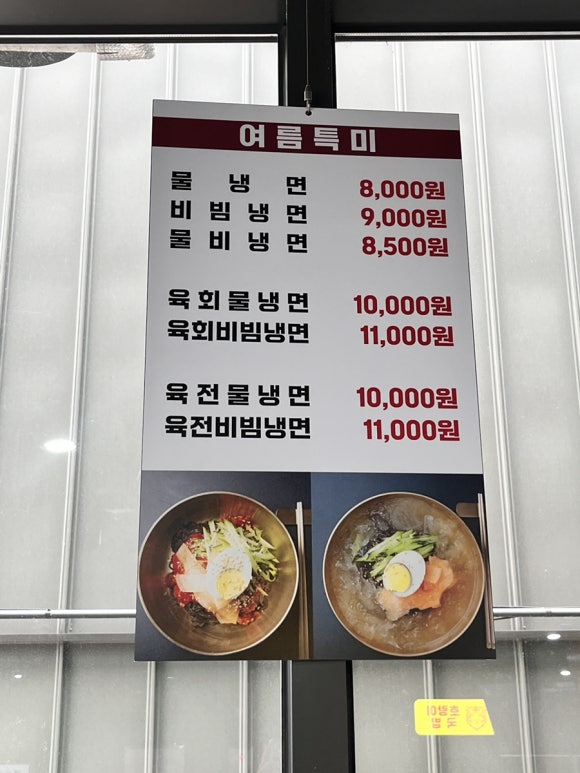 여름특미
물냉면 8,000원
비빔냉면 9,000원
물비냉면 8,500원
육회물냉면 10,000원
육회비빔냉면 11,000원
육전물냉면 10,000원
육전비빔냉면 11,000원